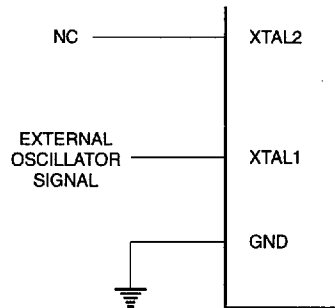 NC
XTAL2
EXTERNAL
OSCILLATOR
SIGNAL
XTAL1
GND